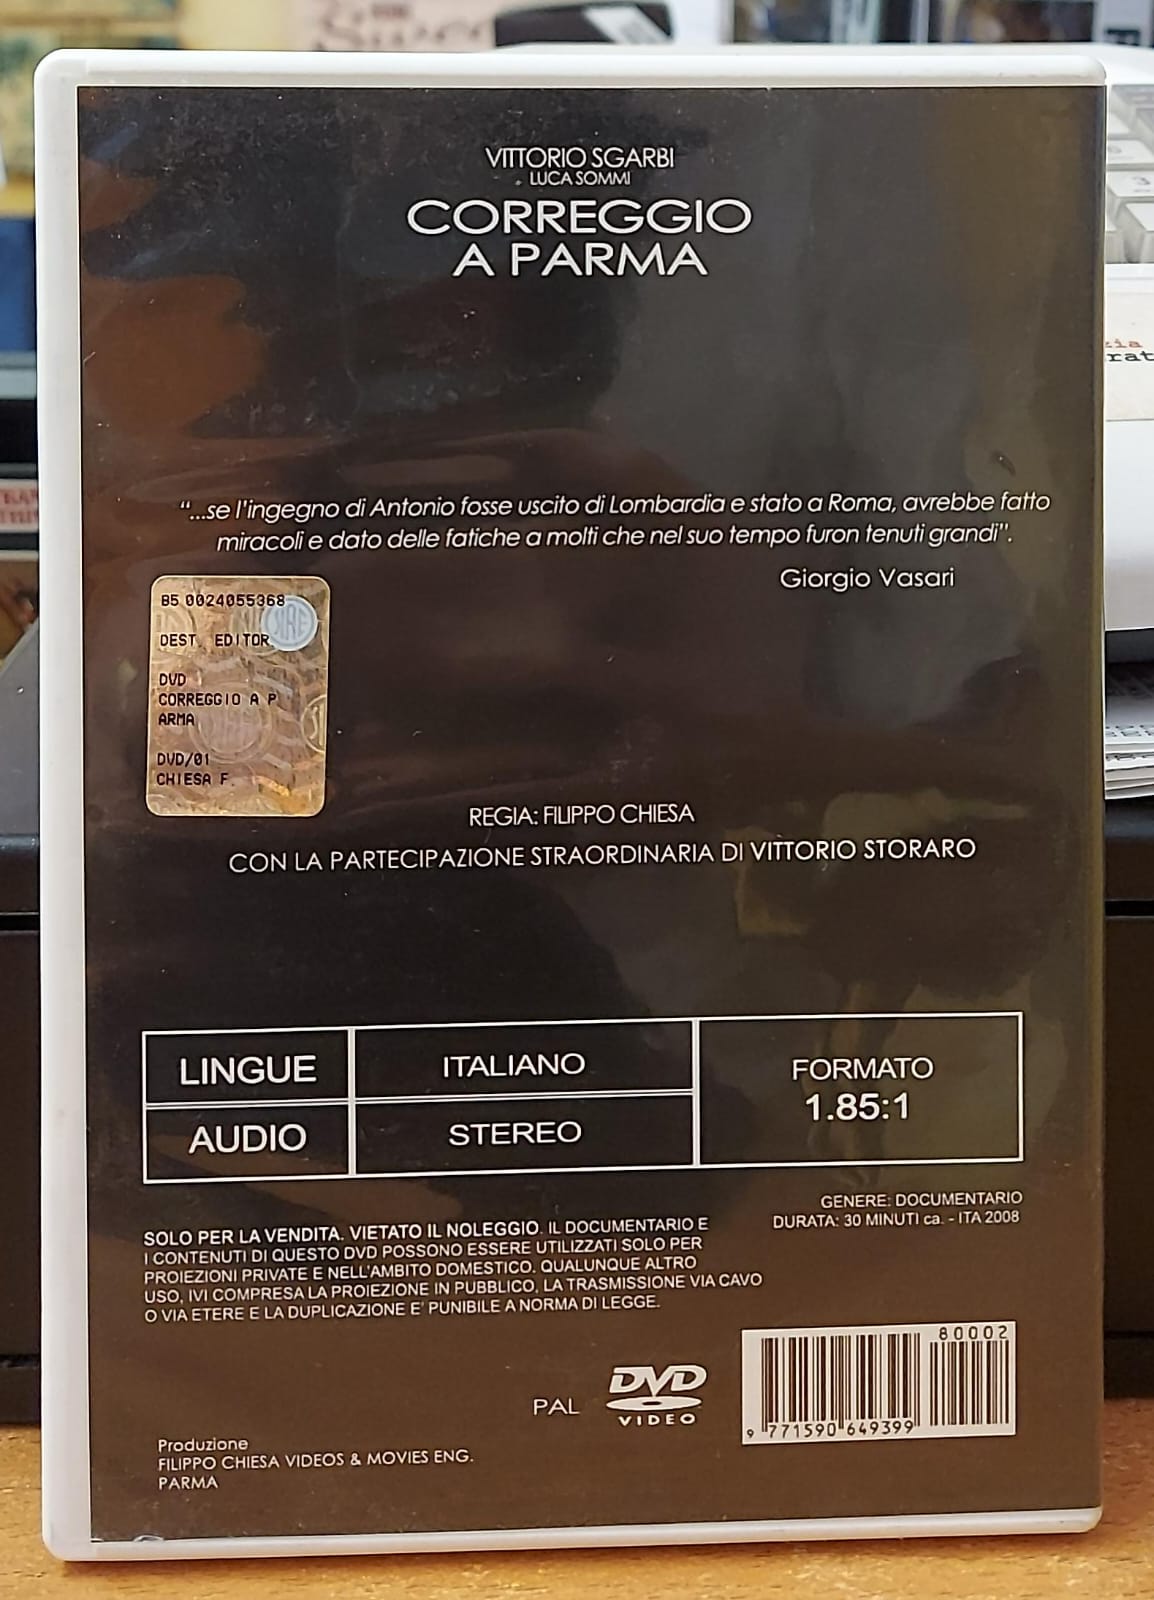 VITTORIO SGARBI
LUCA SOMMI
CORREGGIO
A PARMA
"...se l'ingegno di Antonio fosse uscito di Lombardia e stato a Roma, avrebbe fatto
miracoli e dato delle fatiche a molti che nel suo tempo furon tenuti grandi".
Giorgio Vasari
B5 0024055368
DEST. EDITOR
DVD
CORREGGIO A P
ARMA
DVD/01
CHIESA F.
REGIA: FILIPPO CHIESA
CON LA PARTECIPAZIONE STRAORDINARIA DI VITTORIO STORARO
LINGUE
ITALIANO
AUDIO
STEREO
FORMATO
1.85:1
GENERE: DOCUMENTARIO
DURATA: 30 MINUTI ca. - ITA 2008
SOLO PER LA VENDITA. VIETATO IL NOLEGGIO. IL DOCUMENTARIO E
I CONTENUTI DI QUESTO DVD POSSONO ESSERE UTILIZZATI SOLO PER
PROIEZIONI PRIVATE E NELL'AMBITO DOMESTICO. QUALUNQUE ALTRO
USO, IVI COMPRESA LA PROIEZIONE IN PUBBLICO, LA TRASMISSIONE VIA CAVO
O VIA ETERE E LA DUPLICAZIONE E' PUNIBILE A NORMA DI LEGGE.
80002
9 771590 649399
PAL
DVD
VIDEO
Produzione
FILIPPO CHIESA VIDEOS & MOVIES ENG.
PARMA